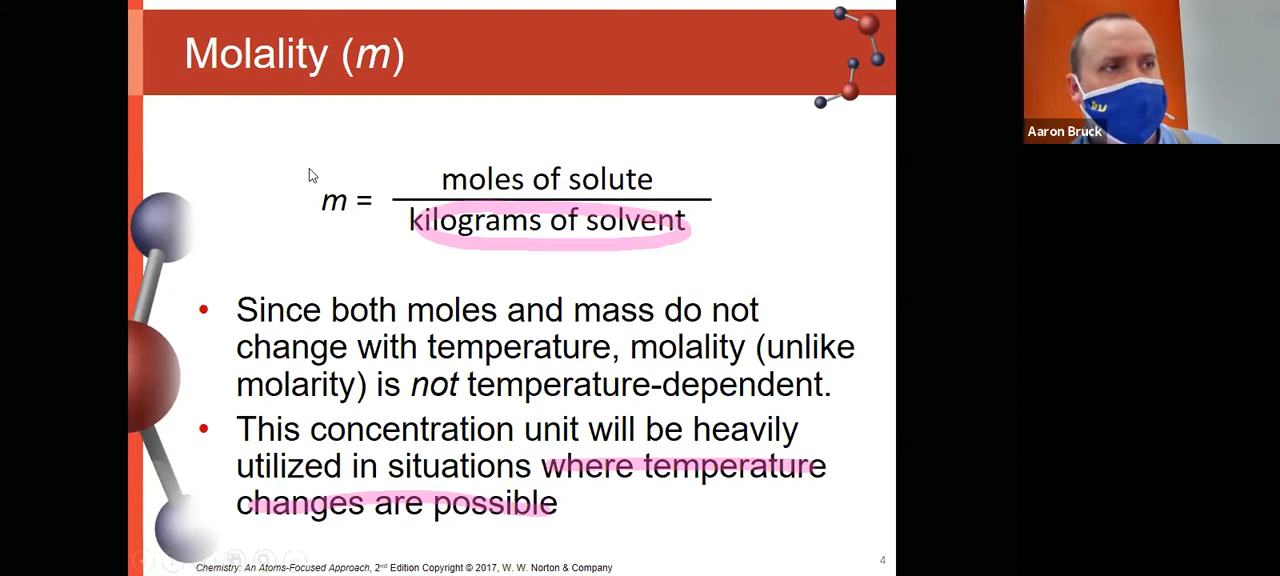 Molality (m)
m =
moles of solute
kilograms of solvent
• Since both moles and mass do not
change with temperature, molality (unlike
molarity) is not temperature-dependent.
• This concentration unit will be heavily
utilized in situations where temperature
changes are possible
Chemistry: An Atoms-Focused Approach, 2nd Edition Copyright © 2017, W. W. Norton & Company
4
Aaron Bruck